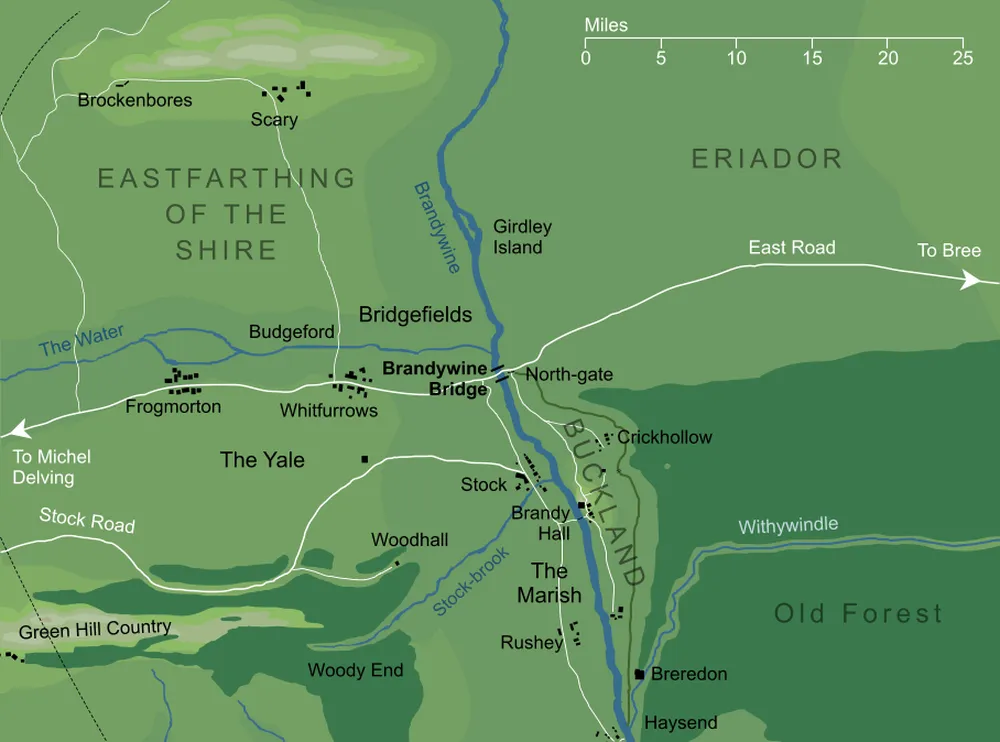 Miles
0 5 10 15 20 25
Brockenbores
Scary
ERIADOR
EASTFARTHING
OF THE
SHIRE
Brandywine
Girdley
Island
East Road
To Bree
Bridgefields
The Water
Budgeford
Brandywine
Bridge
North-gate
Frogmorton
Whitfurrows
Crickhollow
BUCKLAND
To Michel
Delving
The Yale
Stock
Brandy
Hall
Stock Road
Withywindle
Woodhall
Stock-brook
The
Marish
Old Forest
Green Hill Country
Rushey
Woody End
Breredon
Haysend